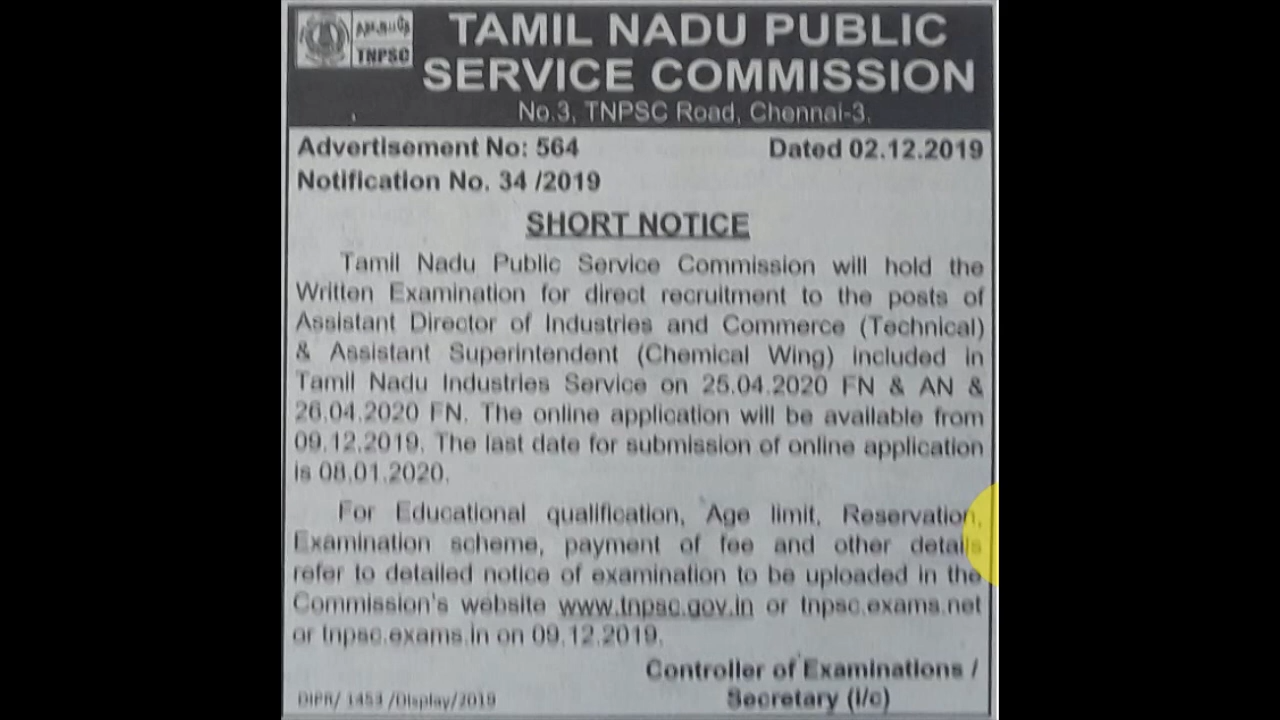 தமிழ்நாடு
TNPSC
TAMIL NADU PUBLIC
SERVICE COMMISSION
No.3, TNPSC Road, Chennai-3.
Advertisement No: 564 Dated 02.12.2019
Notification No. 34 /2019
SHORT NOTICE
Tamil Nadu Public Service Commission will hold the
Written Examination for direct recruitment to the posts of
Assistant Director of Industries and Commerce (Technical)
& Assistant Superintendent (Chemical Wing) included in
Tamil Nadu Industries Service on 25.04.2020 FN & AN &
26.04.2020 FN. The online application will be available from
09.12.2019. The last date for submission of online application
is 08.01.2020.
For Educational qualification, Age limit, Reservation,
Examination scheme, payment of fee and other details
refer to detailed notice of examination to be uploaded in the
Commission's website www.tnpsc.gov.in or tnpsc.exams.net
or tnpsc.exams.in on 09.12.2019.
Controller of Examinations /
Secretary (i/c)
DIPR/ 1453 /Display/2019